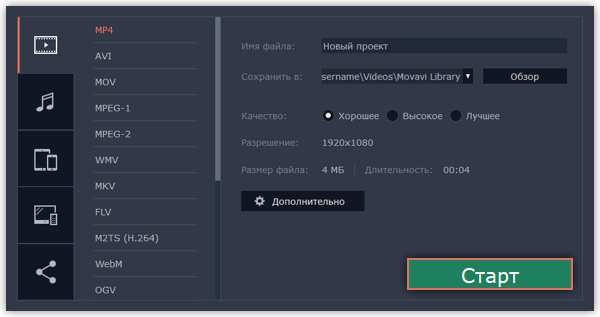 MP4
AVI
MOV
MPEG-1
MPEG-2
WMV
MKV
FLV
M2TS (H.264)
WebM
OGV
Имя файла: Новый проект
Сохранить в: sername\Videos\Movavi Library Обзор
Качество: Хорошее Высокое Лучшее
Разрешение: 1920x1080
Размер файла: 4 МБ Длительность: 00:04
Дополнительно
Старт